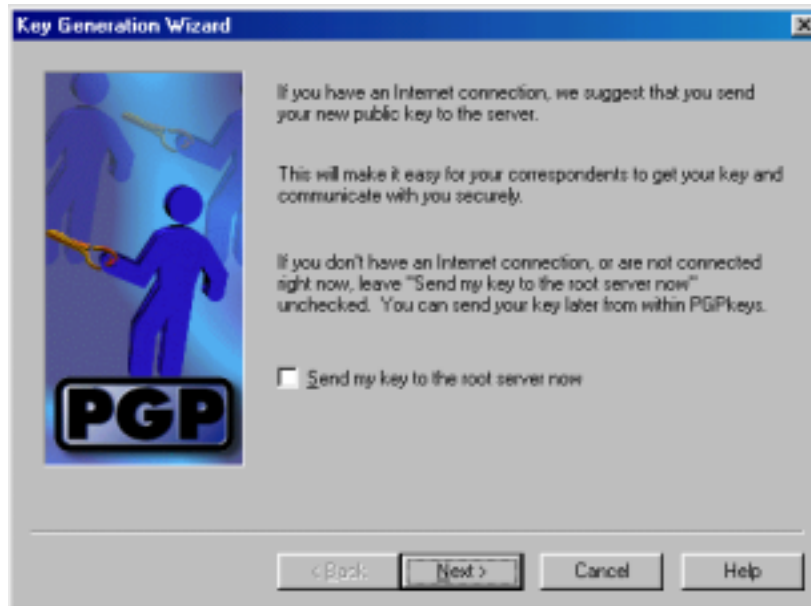 Key Generation Wizard
If you have an Internet connection, we suggest that you send
your new public key to the server.
This will make it easy for your correspondents to get your key and
communicate with you securely.
If you don't have an Internet connection, or are not connected
right now, leave "Send my key to the root server now"
unchecked. You can send your key later from within PGPkeys.
Send my key to the root server now
PGP
< Back
Next >
Cancel
Help